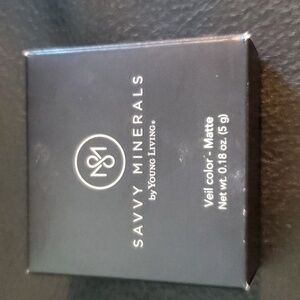 SAVVY MINERALS
by YOUNG LIVING®
Veil color - Matte
Net wt. 0.18 oz. (5 g)